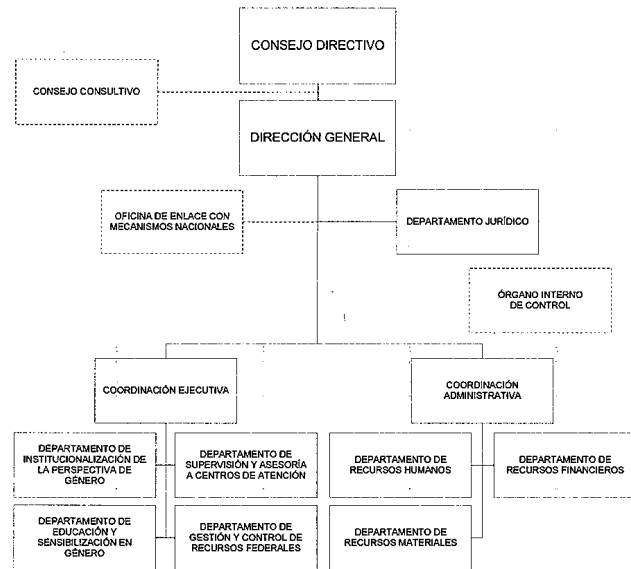 CONSEJO DIRECTIVO
CONSEJO CONSULTIVO
DIRECCIÓN GENERAL
OFICINA DE ENLACE CON
MECANISMOS NACIONALES
DEPARTAMENTO JURÍDICO
ÓRGANO INTERNO
DE CONTROL
COORDINACIÓN EJECUTIVA
COORDINACIÓN
ADMINISTRATIVA
DEPARTAMENTO DE
INSTITUCIONALIZACIÓN DE
LA PERSPECTIVA DE
GÉNERO
DEPARTAMENTO DE
SUPERVISIÓN Y ASESORÍA
A CENTROS DE ATENCIÓN
DEPARTAMENTO DE
RECURSOS HUMANOS
DEPARTAMENTO DE
RECURSOS FINANCIEROS
DEPARTAMENTO DE
EDUCACIÓN Y
SENSIBILIZACIÓN EN
GÉNERO
DEPARTAMENTO DE
GESTIÓN Y CONTROL DE
RECURSOS FEDERALES
DEPARTAMENTO DE
RECURSOS MATERIALES